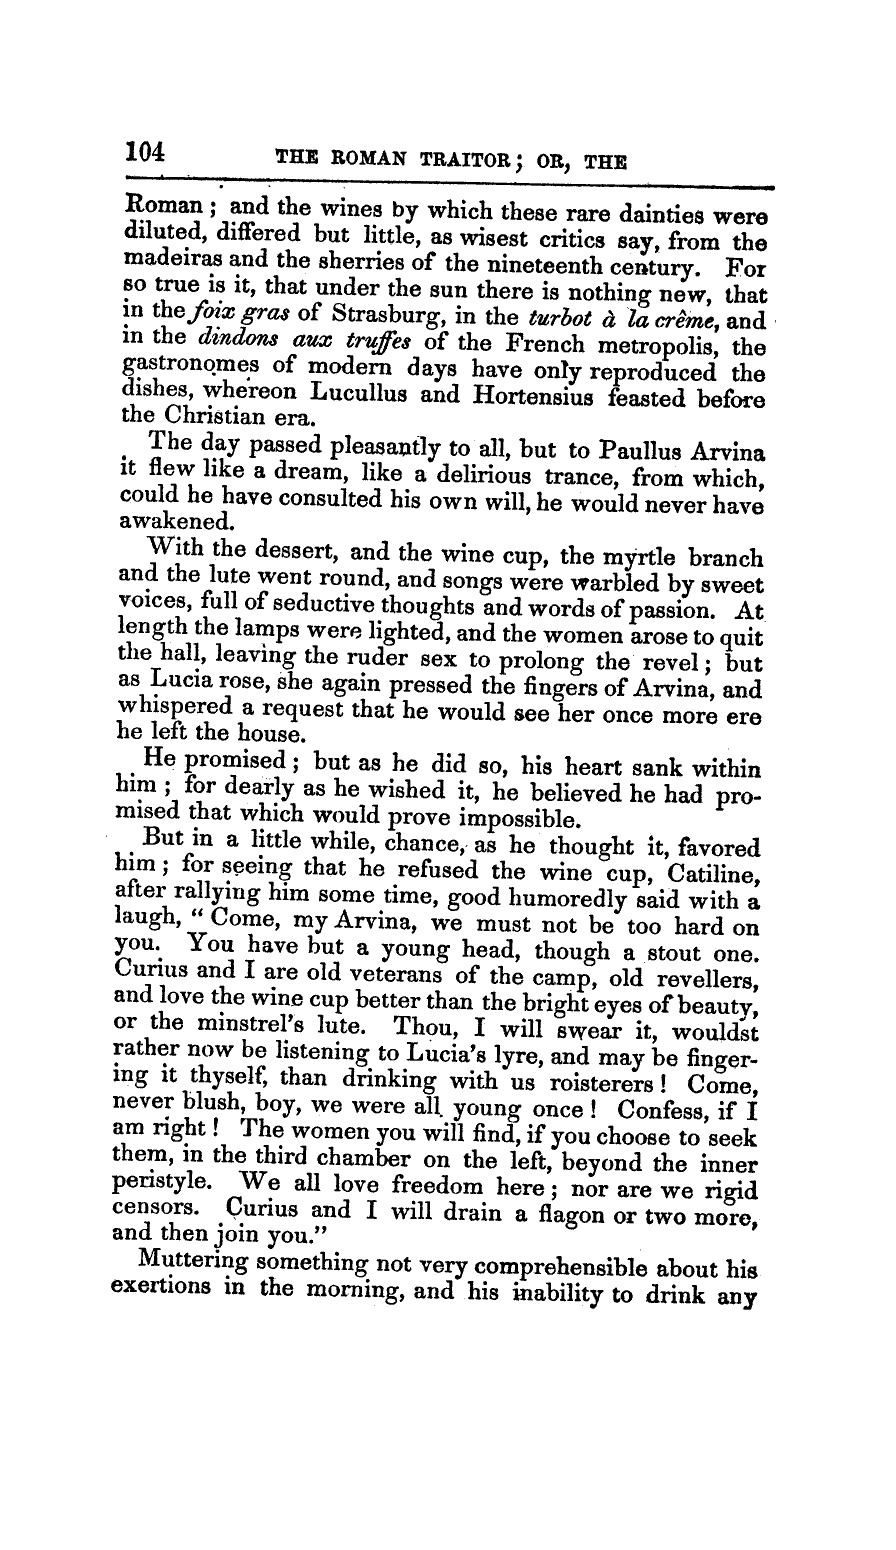 104 THE ROMAN TRAITOR; OR, THE
Roman; and the wines by which these rare dainties were
diluted, differed but little, as wisest critics say, from the
madeiras and the sherries of the nineteenth century. For
so true is it, that under the sun there is nothing new, that
in the foix gras of Strasburg, in the turbot à la crême, and
in the dindons aux truffes of the French metropolis, the
gastronomes of modern days have only reproduced the
dishes, whereon Lucullus and Hortensius feasted before
the Christian era.
The day passed pleasantly to all, but to Paullus Arvina
it flew like a dream, like a delirious trance, from which,
could he have consulted his own will, he would never have
awakened.
With the dessert, and the wine cup, the myrtle branch
and the lute went round, and songs were warbled by sweet
voices, full of seductive thoughts and words of passion. At
length the lamps were lighted, and the women arose to quit
the hall, leaving the ruder sex to prolong the revel; but
as Lucia rose, she again pressed the fingers of Arvina, and
whispered a request that he would see her once more ere
he left the house.
He promised; but as he did so, his heart sank within
him; for dearly as he wished it, he believed he had pro-
mised that which would prove impossible.
But in a little while, chance, as he thought it, favored
him; for seeing that he refused the wine cup, Catiline,
after rallying him some time, good humoredly said with a
laugh, "Come, my Arvina, we must not be too hard on
you. You have but a young head, though a stout one.
Curius and I are old veterans of the camp, old revellers,
and love the wine cup better than the bright eyes of beauty,
or the minstrel's lute. Thou, I will swear it, wouldst
rather now be listening to Lucia's lyre, and may be finger-
ing it thyself, than drinking with us roisterers! Come,
never blush, boy, we were all young once! Confess, if I
am right! The women you will find, if you choose to seek
them, in the third chamber on the left, beyond the inner
peristyle. We all love freedom here; nor are we rigid
censors. Curius and I will drain a flagon or two more,
and then join you."
Muttering something not very comprehensible about his
exertions in the morning, and his inability to drink any